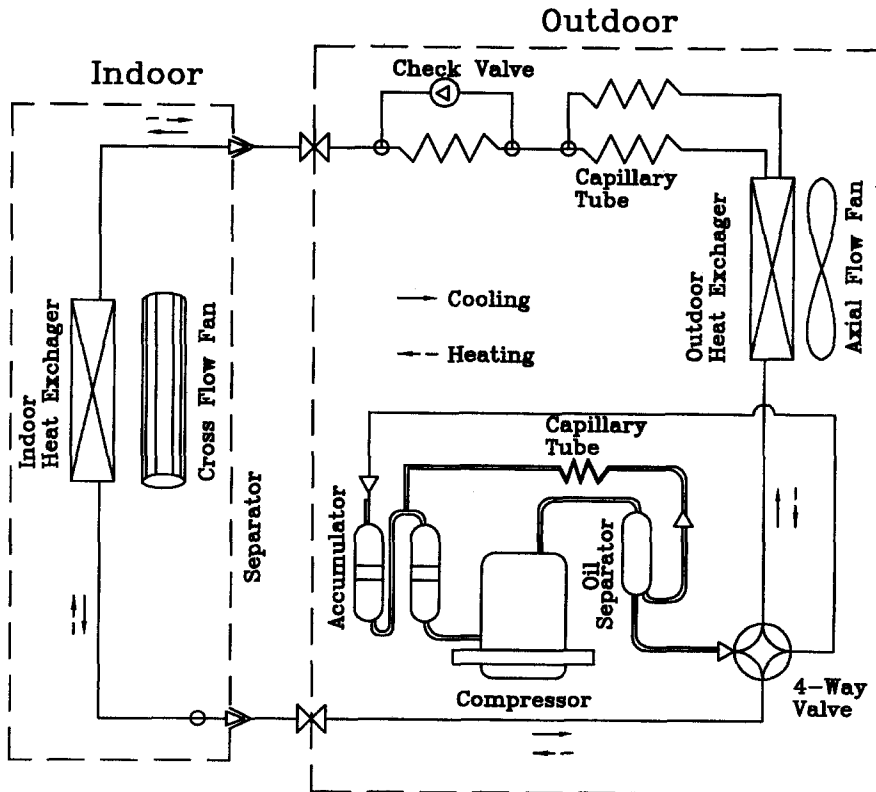 Outdoor
Indoor
Check Valve
Capillary
Tube
Outdoor
Heat Exchager
Axial Flow Fan
Cooling
Heating
Indoor
Heat Exchager
Cross Flow Fan
Separator
Capillary
Tube
Accumulator
Oil
Separator
Compressor
4-Way
Valve